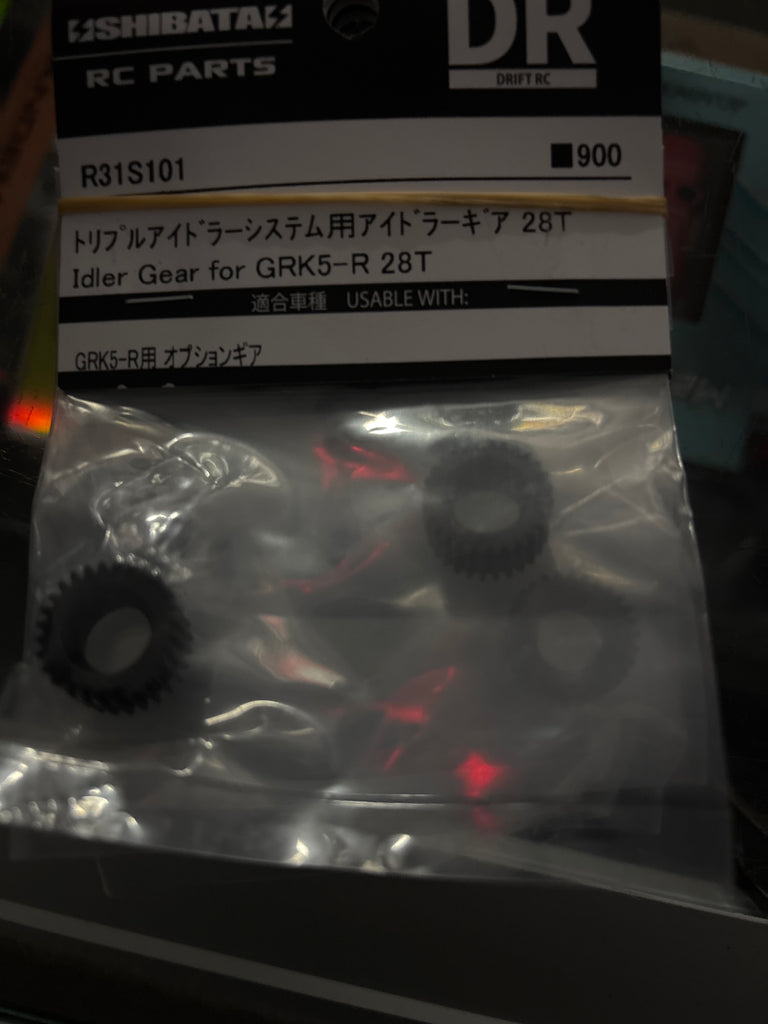 SHIBATA
RC PARTS
DR
DRIFT RC
R31S101
■900
トリプルアイドラーシステム用アイドラーギア 28T
Idler Gear for GRK5-R 28T
適合車種 USABLE WITH:
GRK5-R用 オプションギア